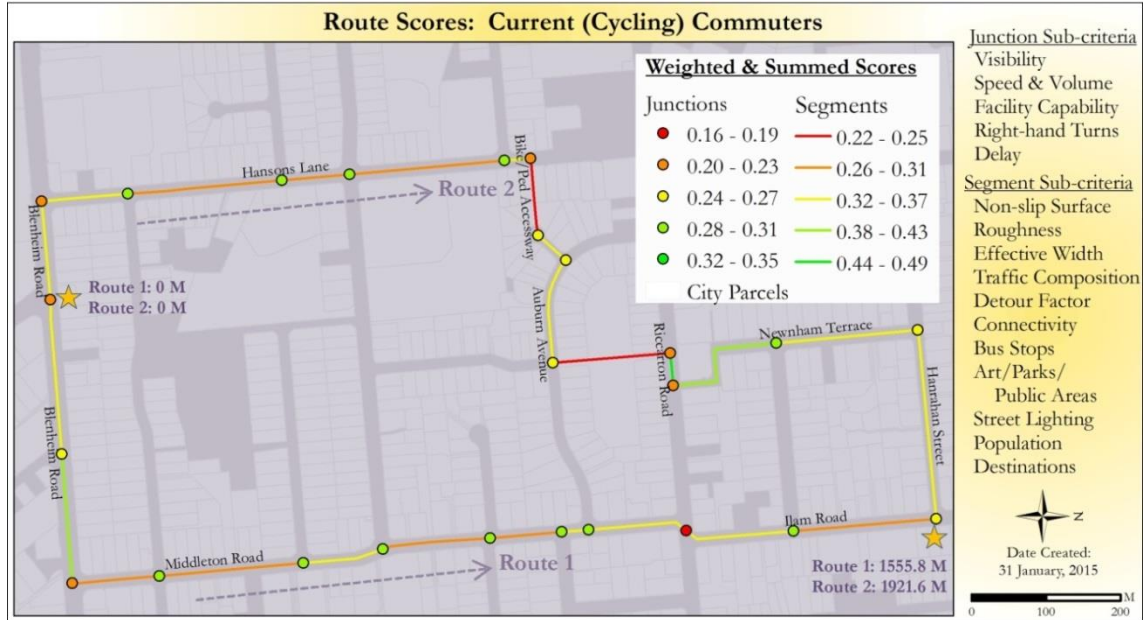 Route Scores:  Current (Cycling) Commuters
Weighted & Summed Scores
Junctions
Segments
0.16 - 0.19
0.22 - 0.25
0.20 - 0.23
0.26 - 0.31
0.24 - 0.27
0.32 - 0.37
0.28 - 0.31
0.38 - 0.43
0.32 - 0.35
0.44 - 0.49
City Parcels
Hansons Lane
Route 2
Bike/Ped Accessway
Blenheim Road
Route 1: 0 M
Route 2: 0 M
Auburn Avenue
Riccarton Road
Newnham Terrace
Hanrahan Street
Blenheim Road
Middleton Road
Route 1
Ilam Road
Route 1: 1555.8 M
Route 2: 1921.6 M
Junction Sub-criteria
Visibility
Speed & Volume
Facility Capability
Right-hand Turns
Delay
Segment Sub-criteria
Non-slip Surface
Roughness
Effective Width
Traffic Composition
Detour Factor
Connectivity
Bus Stops
Art/Parks/
Public Areas
Street Lighting
Population
Destinations
N
Date Created:
31 January, 2015
M
0 100 200